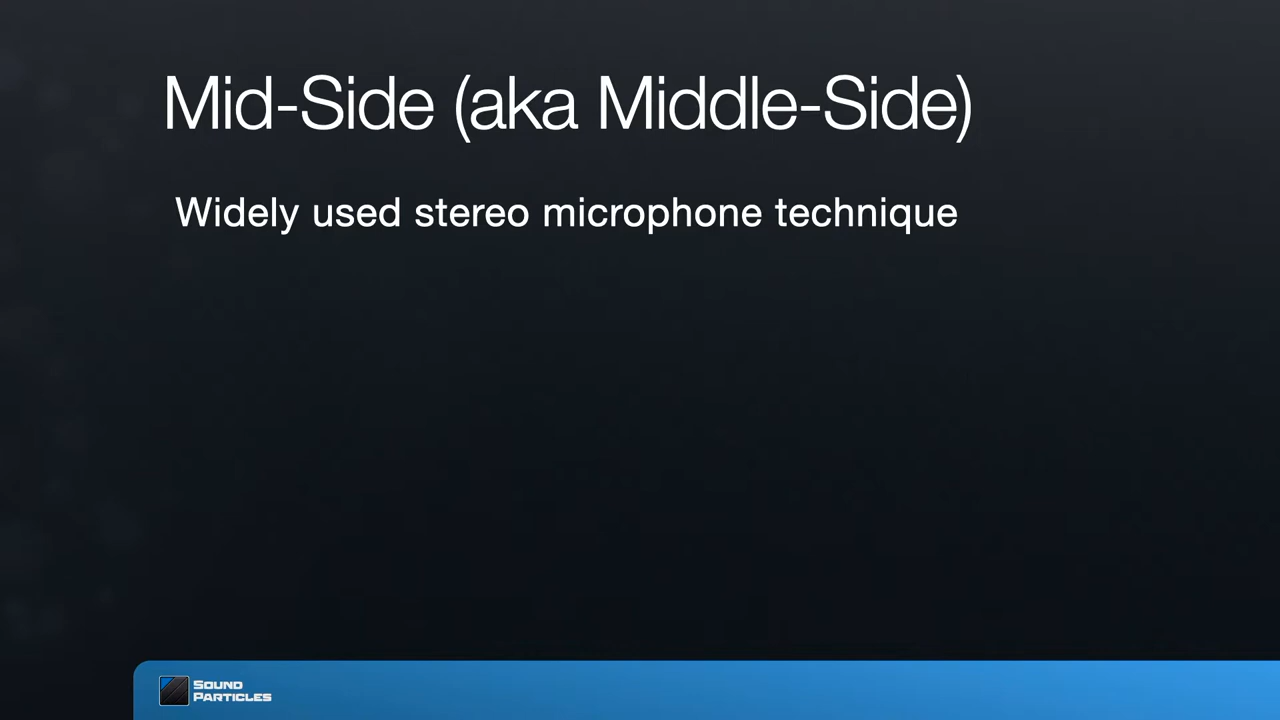 Mid-Side (aka Middle-Side)
Widely used stereo microphone technique
SOUND
PARTICLES